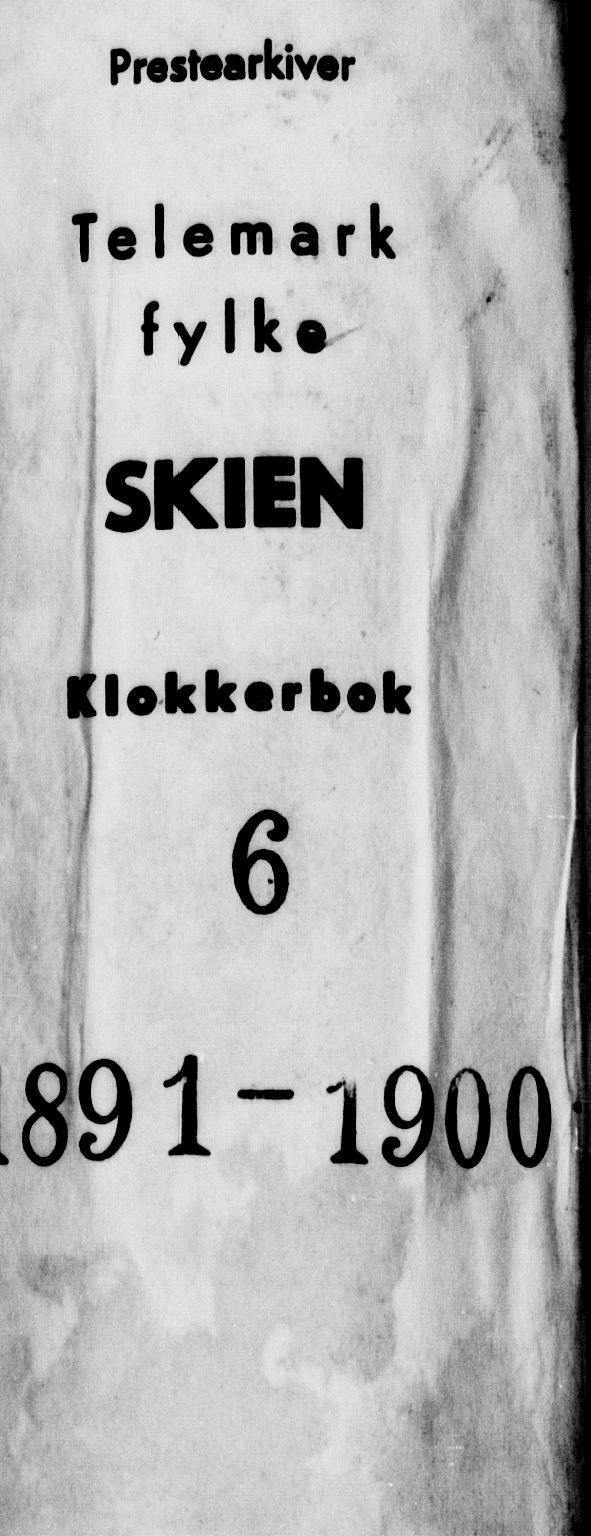 Prestearkiver
Telemark
fylke
SKIEN
Klokkerbok
6
1891-1900